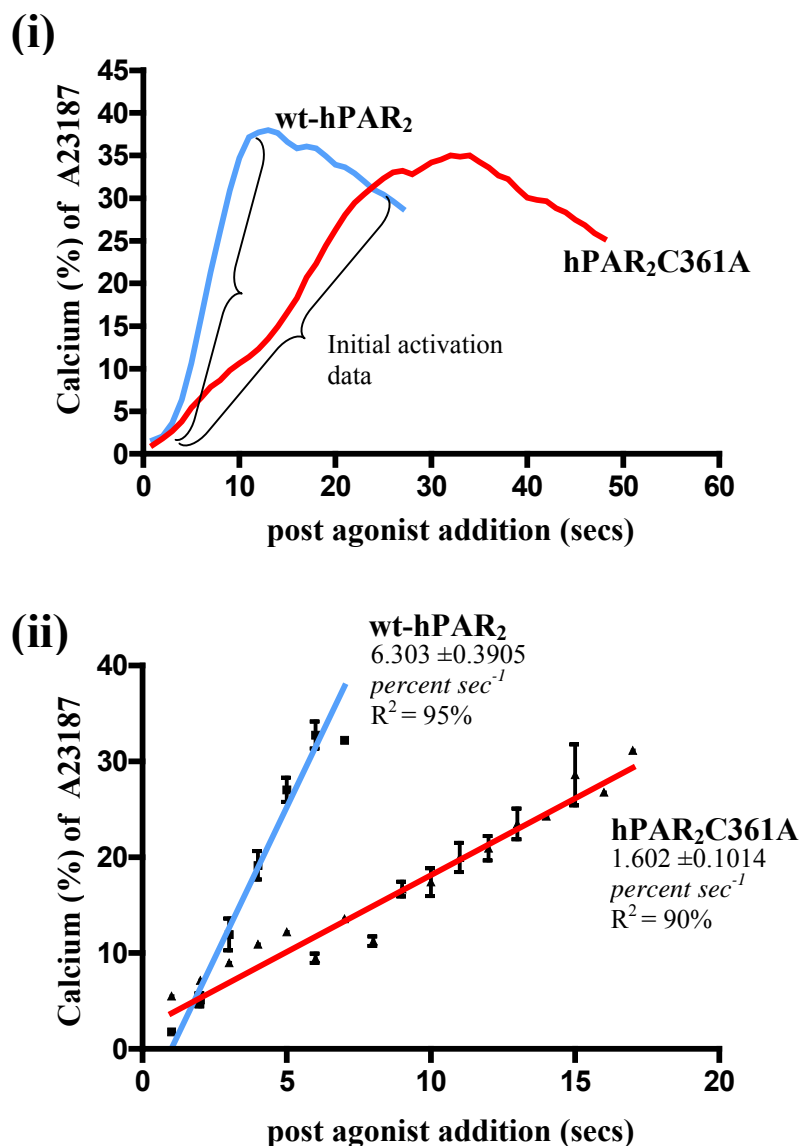 (i)
45
40
35
30
25
20
15
10
5
0
Calcium (%) of A23187
wt-hPAR₂
hPAR₂C361A
Initial activation
data
0 10 20 30 40 50 60
post agonist addition (secs)
(ii)
40
30
20
10
0
Calcium (%) of A23187
wt-hPAR₂
6.303 ±0.3905
percent sec⁻¹
R² = 95%
hPAR₂C361A
1.602 ±0.1014
percent sec⁻¹
R² = 90%
0 5 10 15 20
post agonist addition (secs)